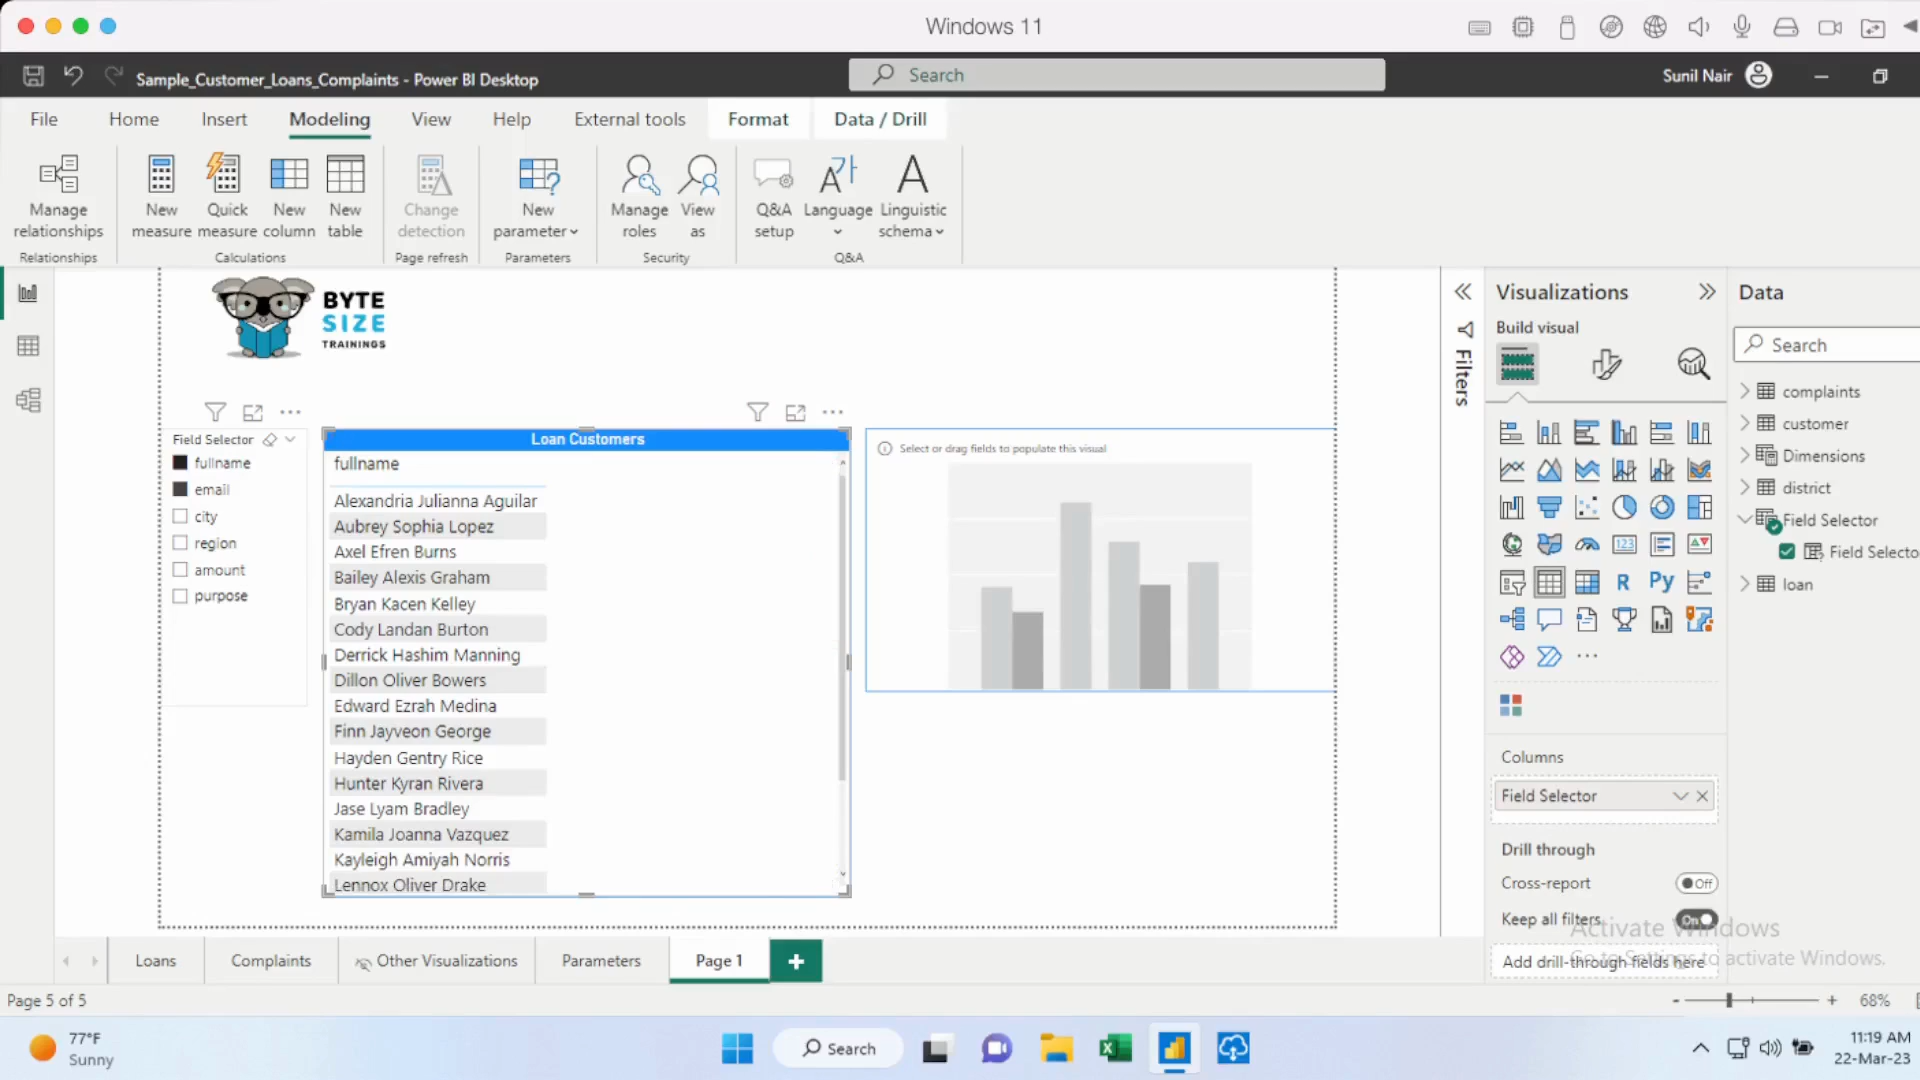 Windows 11
Sample_Customer_Loans_Complaints - Power BI Desktop
Search
Sunil Nair
File
Home
Insert
Modeling
View
Help
External tools
Format
Data / Drill
Manage relationships
New measure
Quick measure
New column
New table
Change detection
New parameter
Manage roles
View as
Q&A setup
Language
Linguistic schema
Relationships
Calculations
Page refresh
Parameters
Security
Q&A
BYTE
SIZE
TRAININGS
Field Selector
fullname
email
city
region
amount
purpose
Loan Customers
fullname
Alexandria Julianna Aguilar
Aubrey Sophia Lopez
Axel Efren Burns
Bailey Alexis Graham
Bryan Kacen Kelley
Cody Landan Burton
Derrick Hashim Manning
Dillon Oliver Bowers
Edward Ezrah Medina
Finn Jayveon George
Hayden Gentry Rice
Hunter Kyran Rivera
Jase Lyam Bradley
Kamila Joanna Vazquez
Kayleigh Amiyah Norris
Lennox Oliver Drake
Select or drag fields to populate this visual
Filters
Visualizations
Build visual
123
R
Py
Columns
Field Selector
Drill through
Cross-report
Off
Keep all filters
On
Add drill-through fields here
Data
Search
complaints
customer
Dimensions
district
Field Selector
Field Selecto
loan
Activate Windows
Go to Settings to activate Windows.
Loans
Complaints
Other Visualizations
Parameters
Page 1
Page 5 of 5
68%
77°F
Sunny
Search
11:19 AM
22-Mar-23